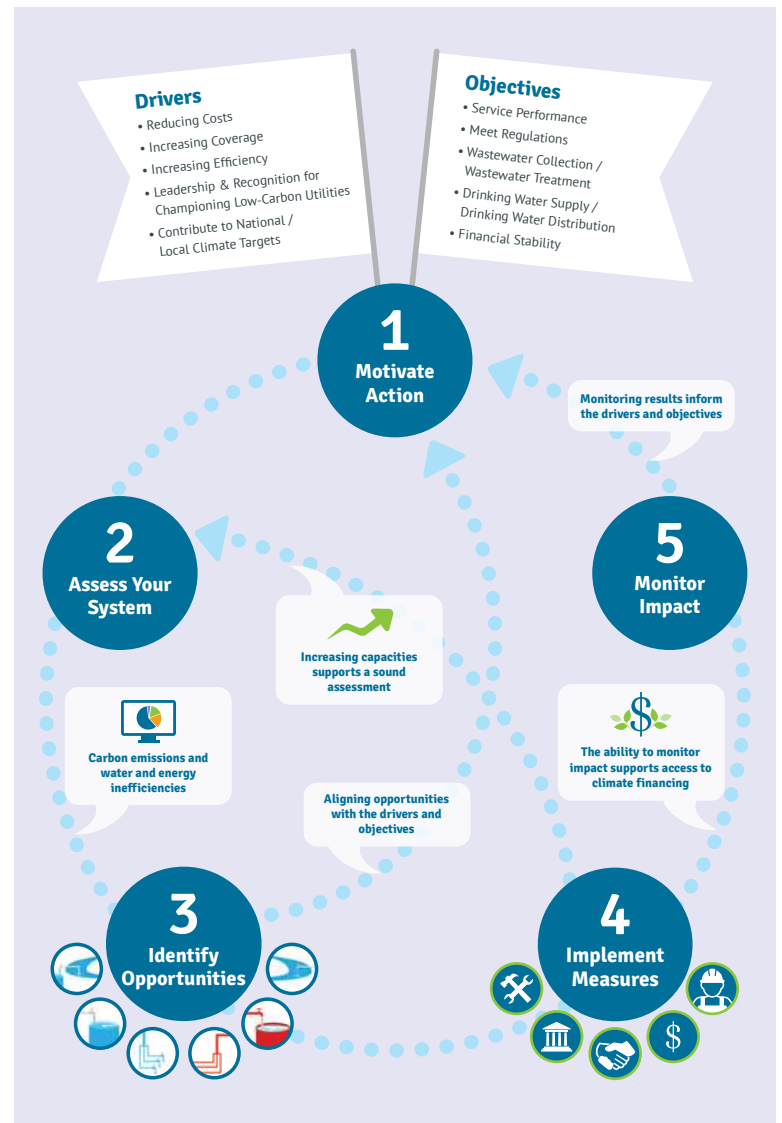 Drivers
• Reducing Costs
• Increasing Coverage
• Increasing Efficiency
• Leadership & Recognition for
Championing Low-Carbon Utilities
• Contribute to National /
Local Climate Targets
Objectives
• Service Performance
• Meet Regulations
• Wastewater Collection /
Wastewater Treatment
• Drinking Water Supply /
Drinking Water Distribution
• Financial Stability
1
Motivate
Action
Monitoring results inform
the drivers and objectives
2
Assess Your
System
5
Monitor
Impact
Increasing capacities
supports a sound
assessment
Carbon emissions and
water and energy
inefficiencies
$
The ability to monitor
impact supports access to
climate financing
Aligning opportunities
with the drivers and
objectives
3
Identify
Opportunities
4
Implement
Measures
$